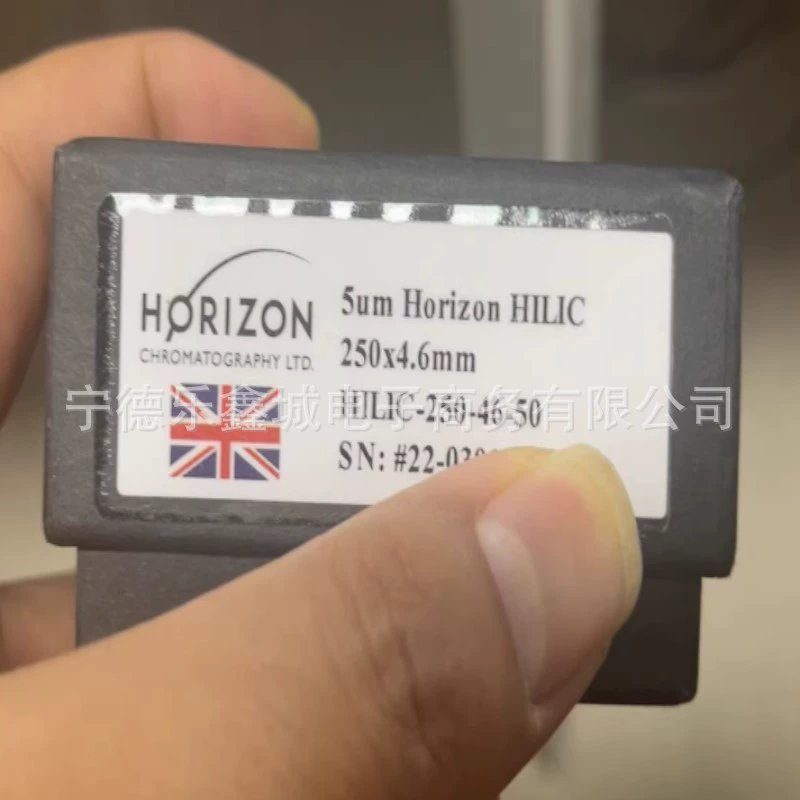 HORIZON
CHROMATOGRAPHY LTD.
5um Horizon HILIC
250x4.6mm
HILIC-250-46-50
SN:
宁德乐鑫城电子商务有限公司